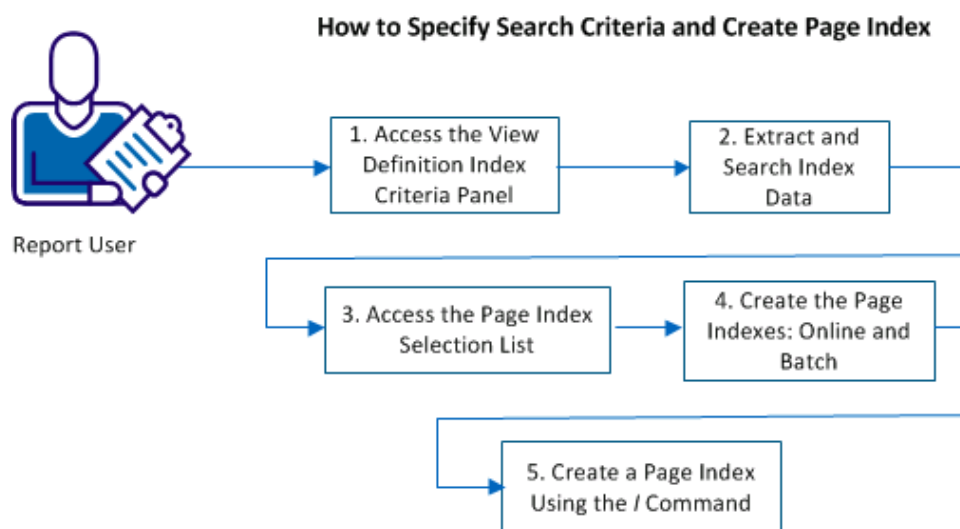 How to Specify Search Criteria and Create Page Index
1. Access the View
Definition Index
Criteria Panel
2. Extract and
Search Index
Data
Report User
3. Access the Page Index
Selection List
4. Create the Page
Indexes: Online and
Batch
5. Create a Page Index
Using the I Command